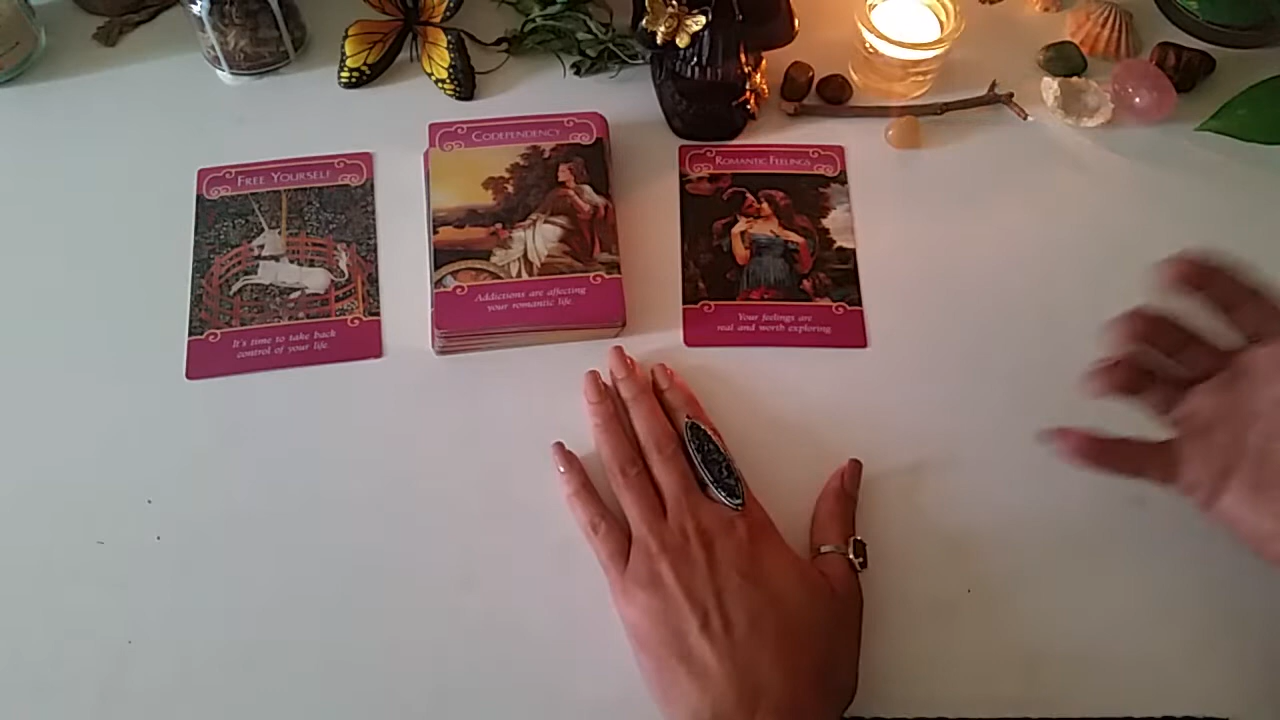 FREE YOURSELF
It's time to take back
control of your life.
CODEPENDENCY
Addictions are affecting
your romantic life.
ROMANTIC FEELINGS
Your feelings are
real and worth exploring.